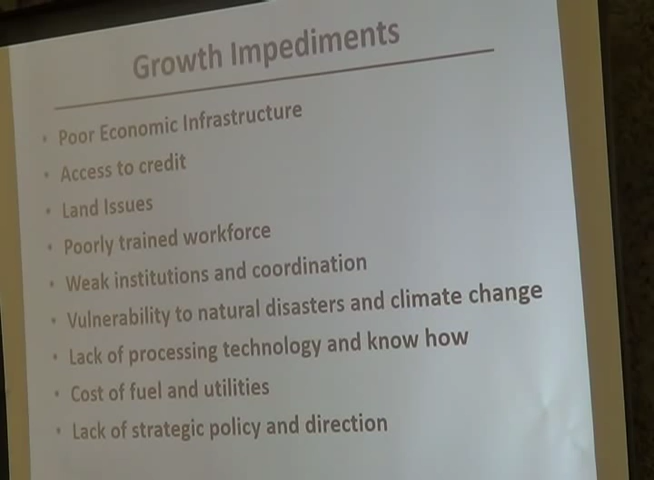 Growth Impediments
• Poor Economic Infrastructure
• Access to credit
• Land Issues
• Poorly trained workforce
• Weak institutions and coordination
• Vulnerability to natural disasters and climate change
• Lack of processing technology and know how
• Cost of fuel and utilities
• Lack of strategic policy and direction